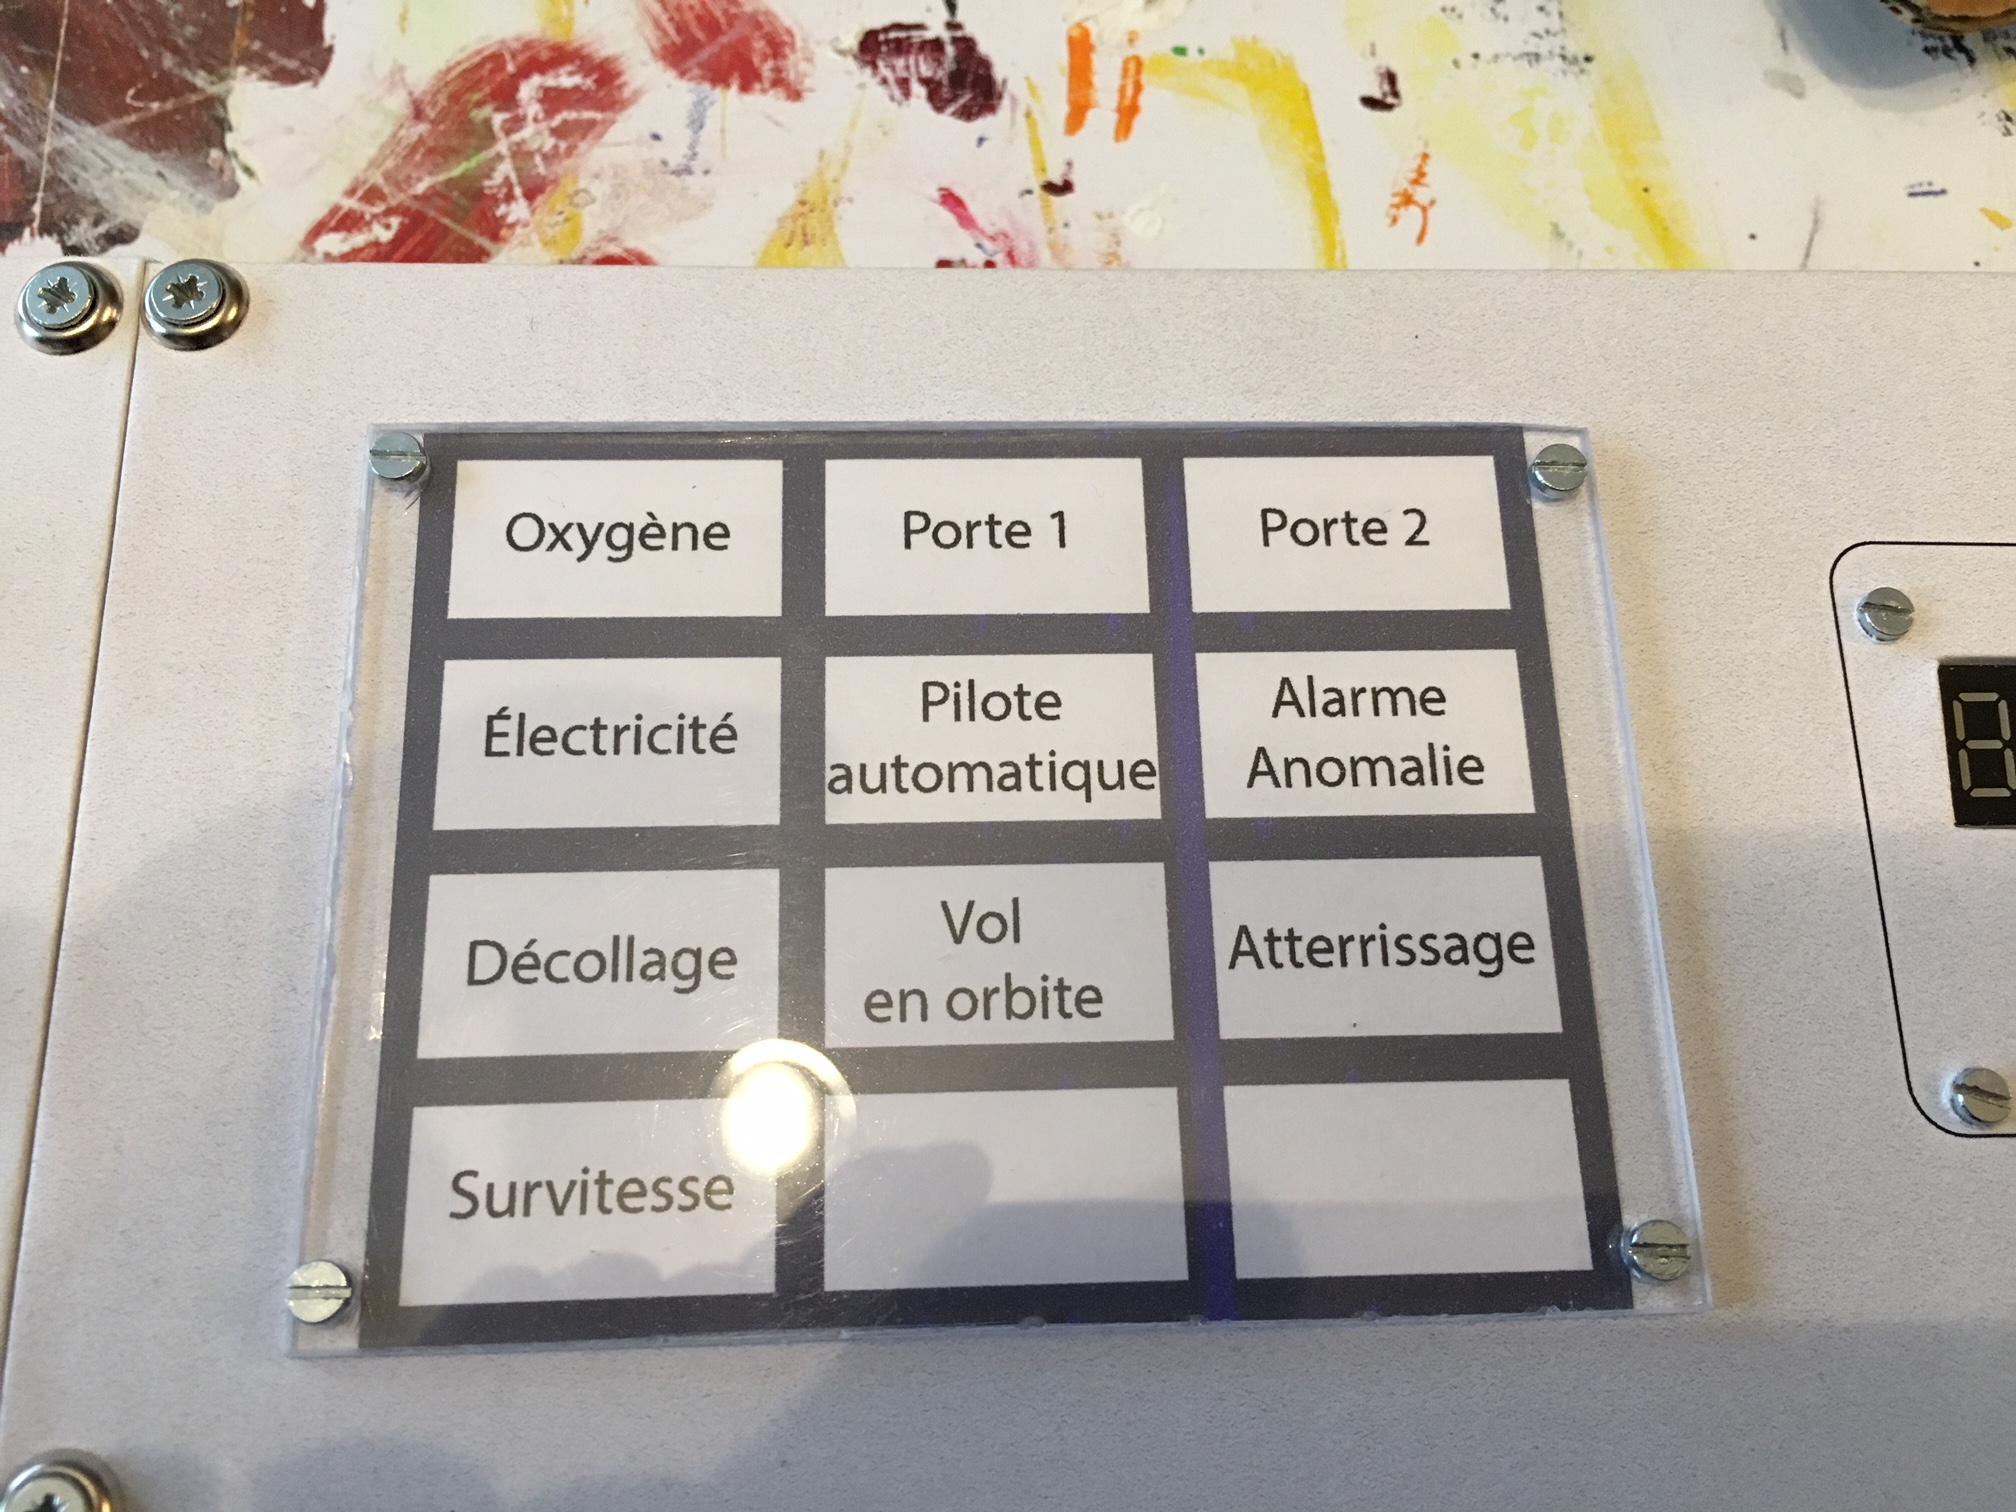 Oxygène
Porte 1
Porte 2
Électricité
Pilote
automatique
Alarme
Anomalie
Décollage
Vol
en orbite
Atterrissage
Survitesse